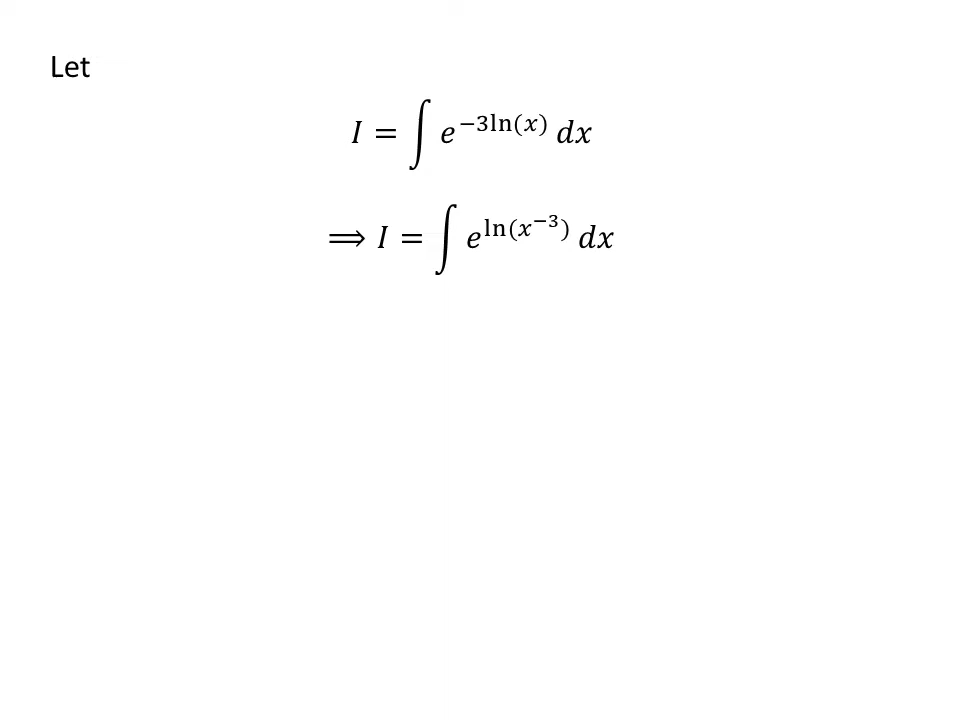 Let
𝐼 = ∫ 𝑒^{−3ln(𝑥)} 𝑑𝑥
⟹ 𝐼 = ∫ 𝑒^{ln(𝑥^{−3})} 𝑑𝑥